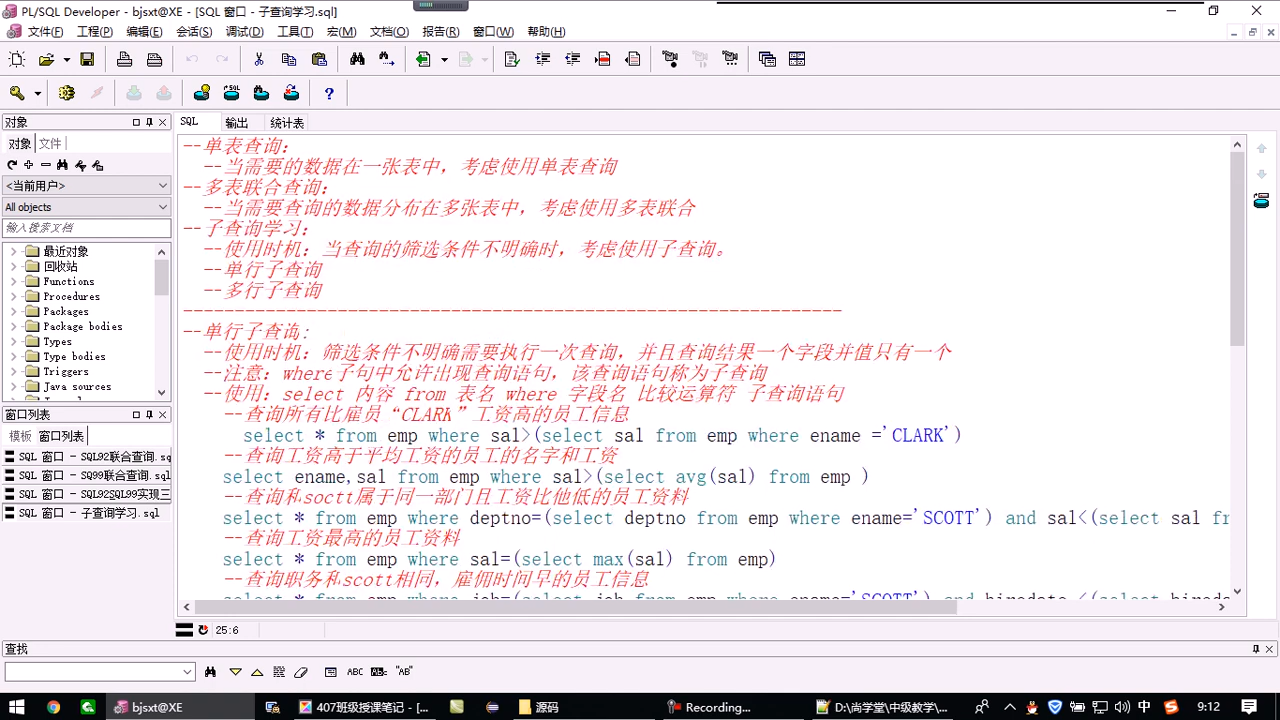 PL/SQL Developer - bjsxt@XE - [SQL 窗口 - 子查询学习.sql]
文件(F) 工程(P) 编辑(E) 会话(S) 调试(D) 工具(T) 宏(M) 文档(O) 报告(R) 窗口(W) 帮助(H)
对象
对象 文件
<当前用户>
All objects
输入搜索文档
最近对象
回收站
Functions
Procedures
Packages
Package bodies
Types
Type bodies
Triggers
Java sources
窗口列表
模板 窗口列表
SQL 窗口 - SQL92联合查询.sq
SQL 窗口 - SQ99联合查询.sql
SQL 窗口 - SQL92SQL99实现三
SQL 窗口 - 子查询学习.sql
SQL 输出 统计表
--单表查询:
--当需要的数据在一张表中，考虑使用单表查询
--多表联合查询:
--当需要查询的数据分布在多张表中，考虑使用多表联合
--子查询学习:
--使用时机：当查询的筛选条件不明确时，考虑使用子查询。
--单行子查询
--多行子查询
----------------------------------------------------------------
--单行子查询:
--使用时机：筛选条件不明确需要执行一次查询，并且查询结果一个字段并值只有一个
--注意：where子句中允许出现查询语句，该查询语句称为子查询
--使用：select 内容 from 表名 where 字段名 比较运算符 子查询语句
--查询所有比雇员“CLARK”工资高的员工信息
select * from emp where sal>(select sal from emp where ename ='CLARK')
--查询工资高于平均工资的员工的名字和工资
select ename,sal from emp where sal>(select avg(sal) from emp )
--查询和soctt属于同一部门且工资比他低的员工资料
select * from emp where deptno=(select deptno from emp where ename='SCOTT') and sal<(select sal fr
--查询工资最高的员工资料
select * from emp where sal=(select max(sal) from emp)
--查询职务和scott相同，雇佣时间早的员工信息
select * from emp where job=(select job from emp where ename='SCOTT') and hiredate <(select hireda
25:6
查找
ABC ABc "AB"
bjsxt@XE
407班级授课笔记 - [...
源码
Recording...
D:\尚学堂\中级教学\...
中
9:12